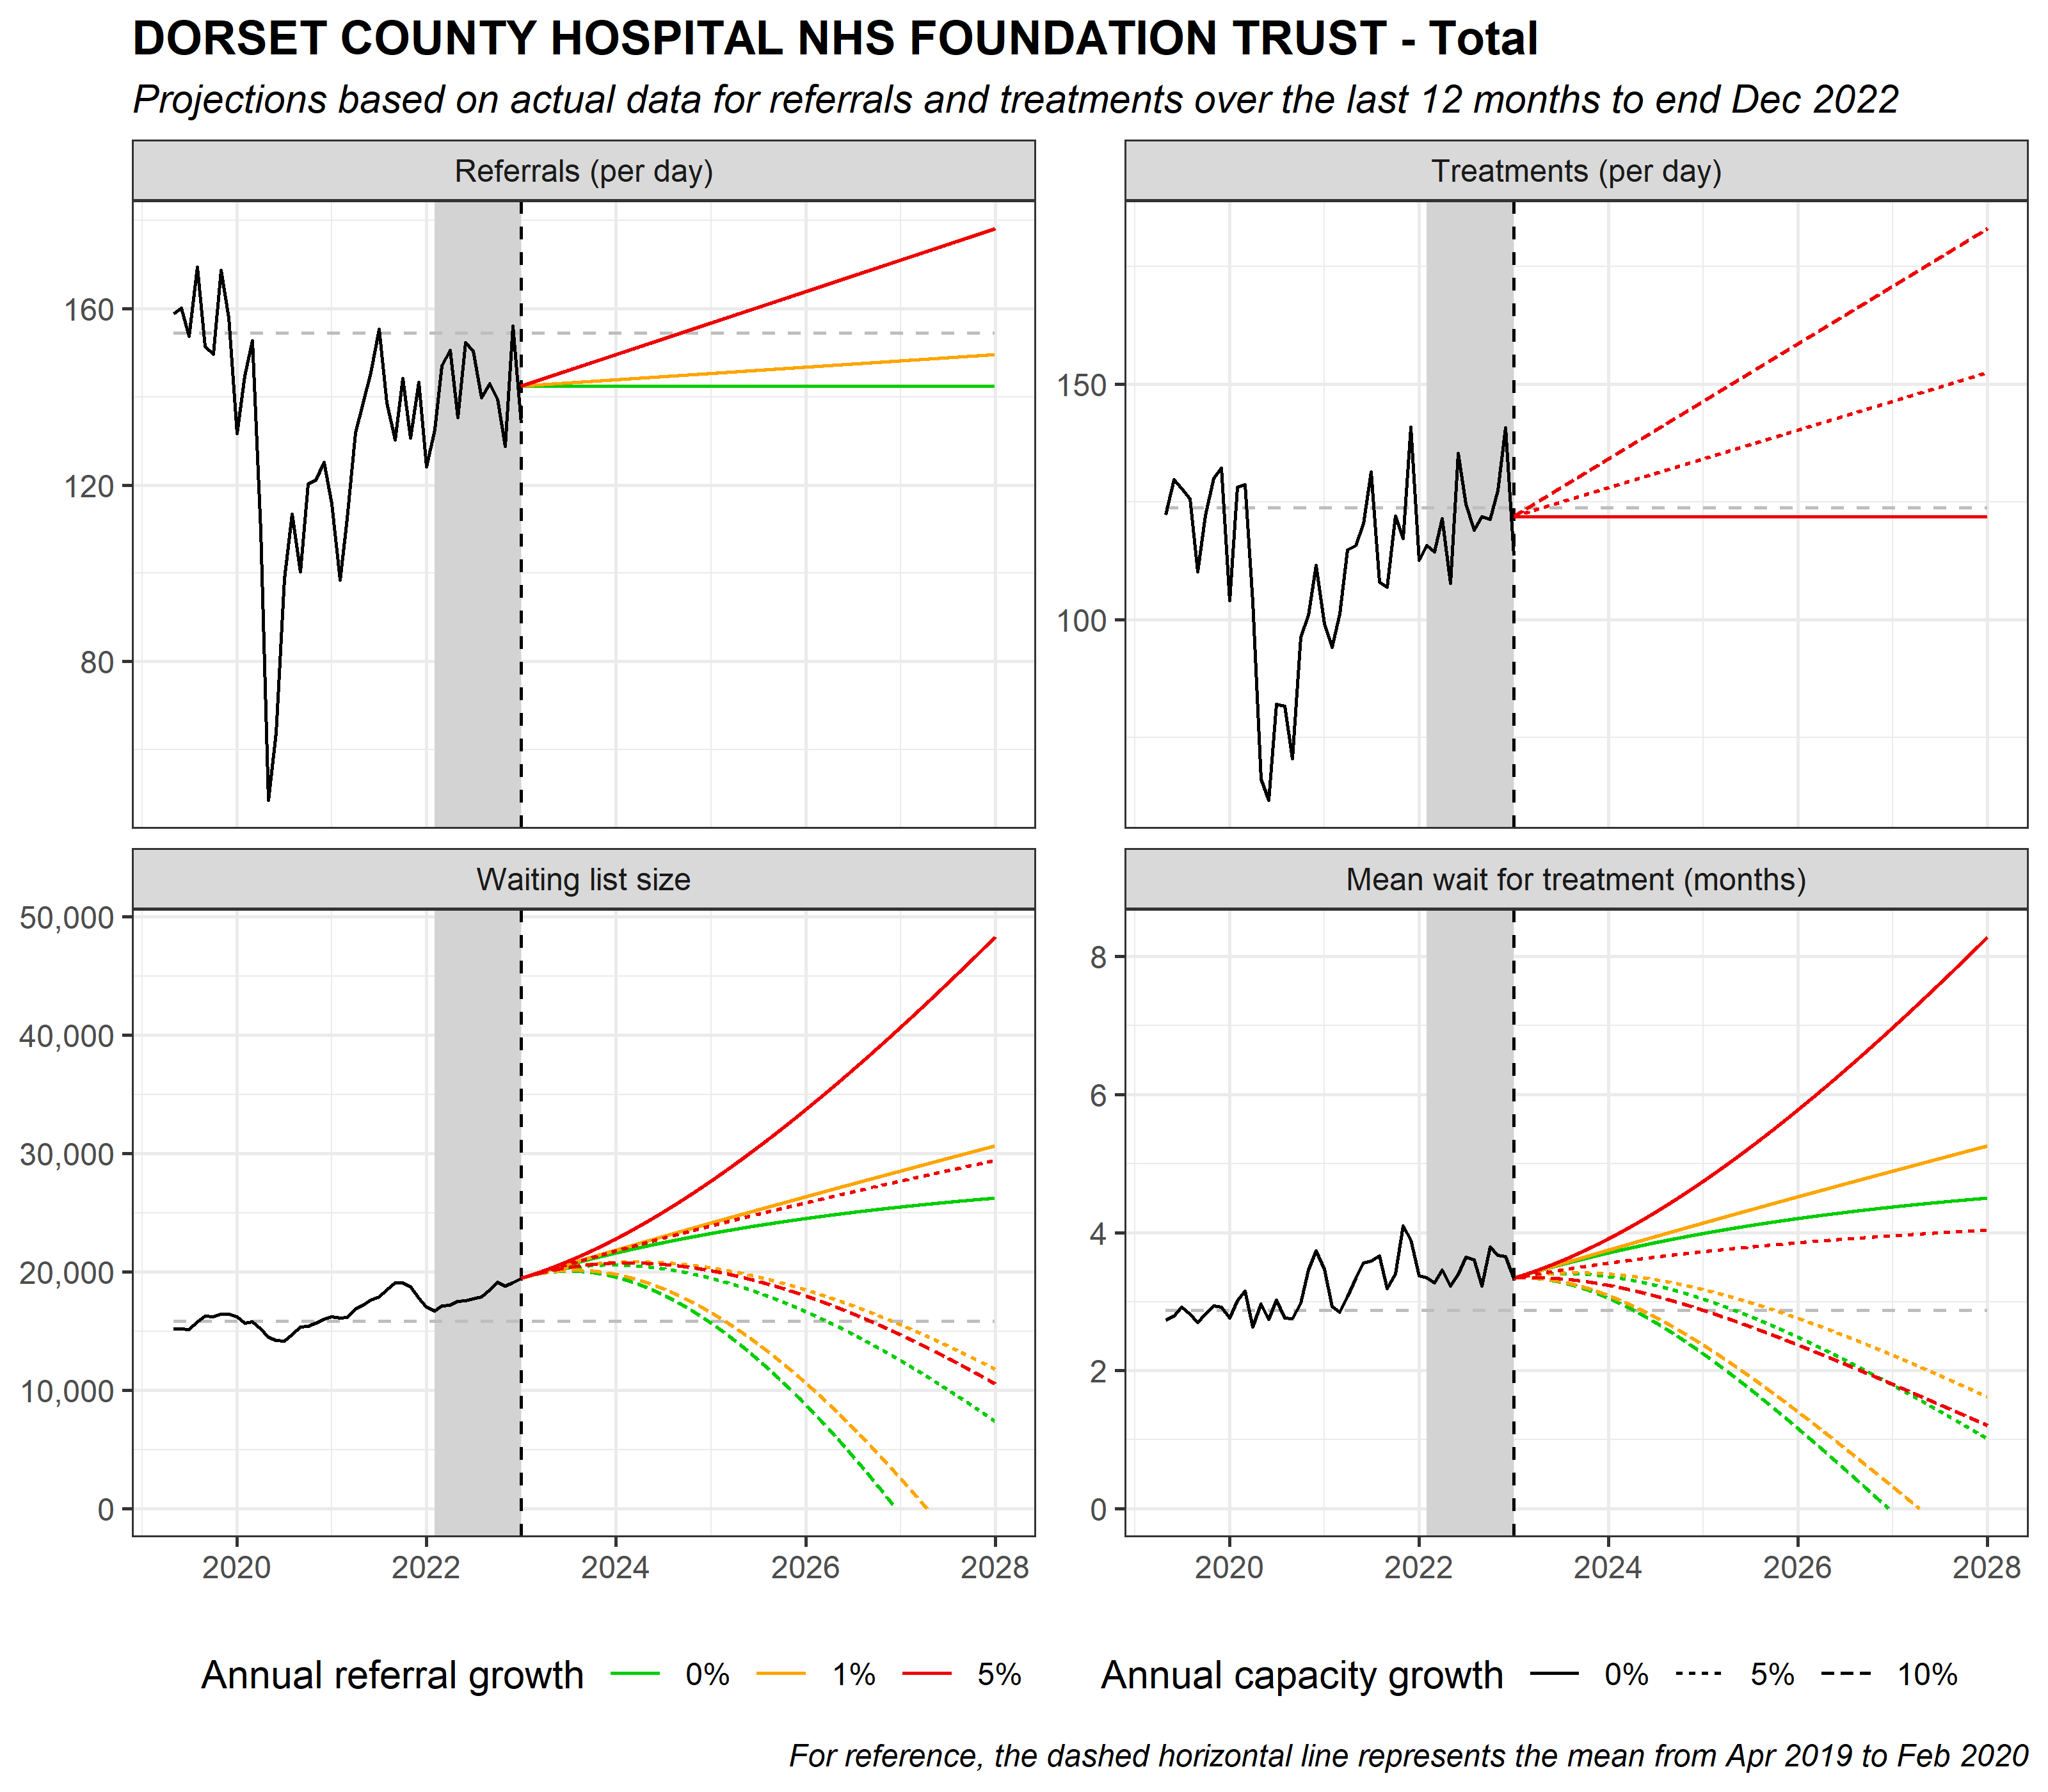 DORSET COUNTY HOSPITAL NHS FOUNDATION TRUST - Total
Projections based on actual data for referrals and treatments over the last 12 months to end Dec 2022
Referrals (per day)
160
120
80
Treatments (per day)
150
100
Waiting list size
50,000
40,000
30,000
20,000
10,000
0
2020 2022 2024 2026 2028
Mean wait for treatment (months)
8
6
4
2
0
2020 2022 2024 2026 2028
Annual referral growth 0% 1% 5%
Annual capacity growth 0% 5% 10%
For reference, the dashed horizontal line represents the mean from Apr 2019 to Feb 2020